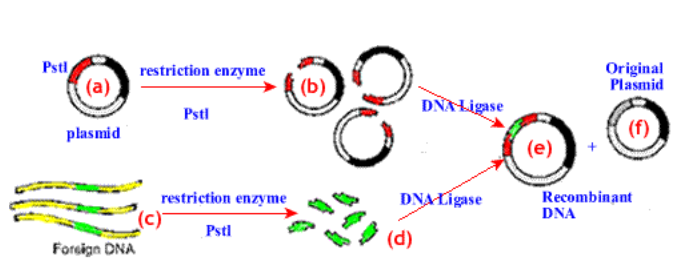 PstI
(a)
plasmid
restriction enzyme
PstI
(b)
DNA Ligase
Original
Plasmid
(e)
+
(f)
Recombinant
DNA
(c)
Foreign DNA
restriction enzyme
PstI
(d)
DNA Ligase